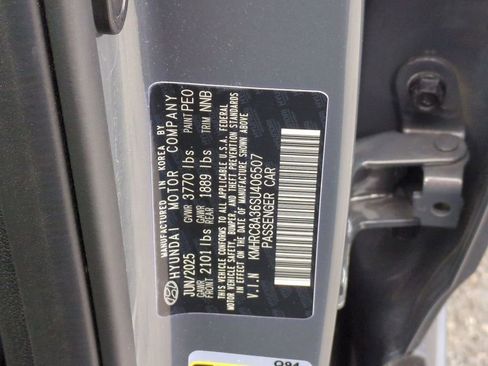 MANUFACTURED IN KOREA BY
HYUNDAI MOTOR COMPANY
JUN/2025 GVWR 3770 lbs PAINT PEO
GAWR FRONT 2101 lbs GAWR REAR 1889 lbs TRIM NNB
THIS VEHICLE CONFORMS TO ALL APPLICABLE U.S.A. FEDERAL
MOTOR VEHICLE SAFETY, BUMPER, AND THEFT PREVENTION STANDARDS
IN EFFECT ON THE DATE OF MANUFACTURE SHOWN ABOVE
V.I.N KMHRC8A36SU406507
PASSENGER CAR